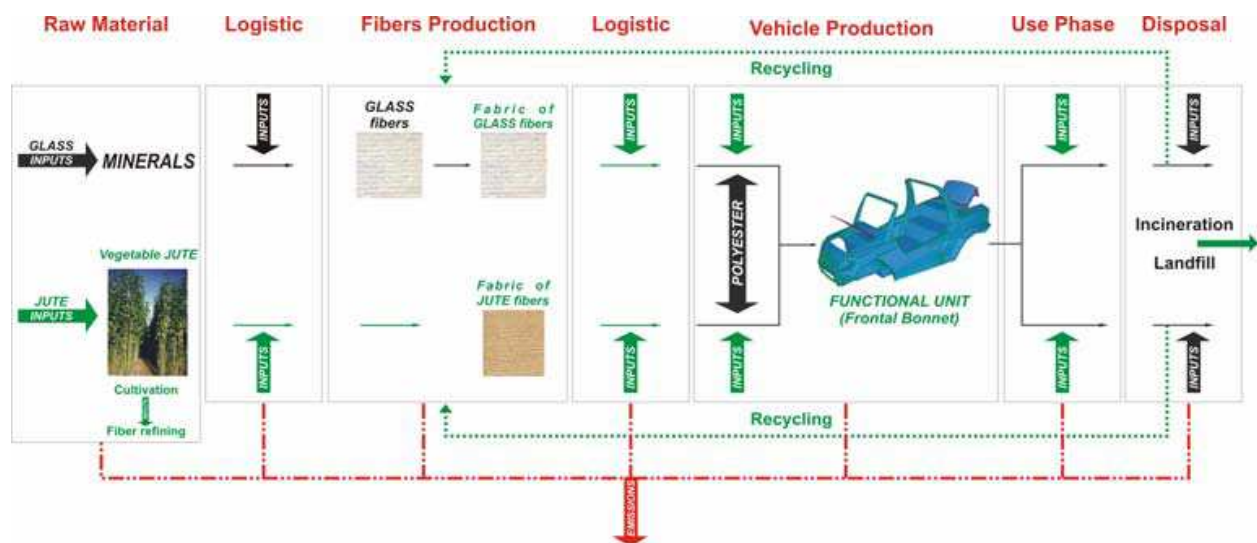 Raw Material
Logistic
Fibers Production
Logistic
Vehicle Production
Use Phase
Disposal
Recycling
GLASS
INPUTS
MINERALS
INPUTS
GLASS
fibers
Fabric of
GLASS fibers
INPUTS
INPUTS
INPUTS
INPUTS
Vegetable JUTE
JUTE
INPUTS
Cultivation
Fiber refining
INPUTS
Fabric of
JUTE fibers
INPUTS
POLYESTER
INPUTS
FUNCTIONAL UNIT
(Frontal Bonnet)
INPUTS
Incineration
Landfill
INPUTS
Recycling
EMISSIONS